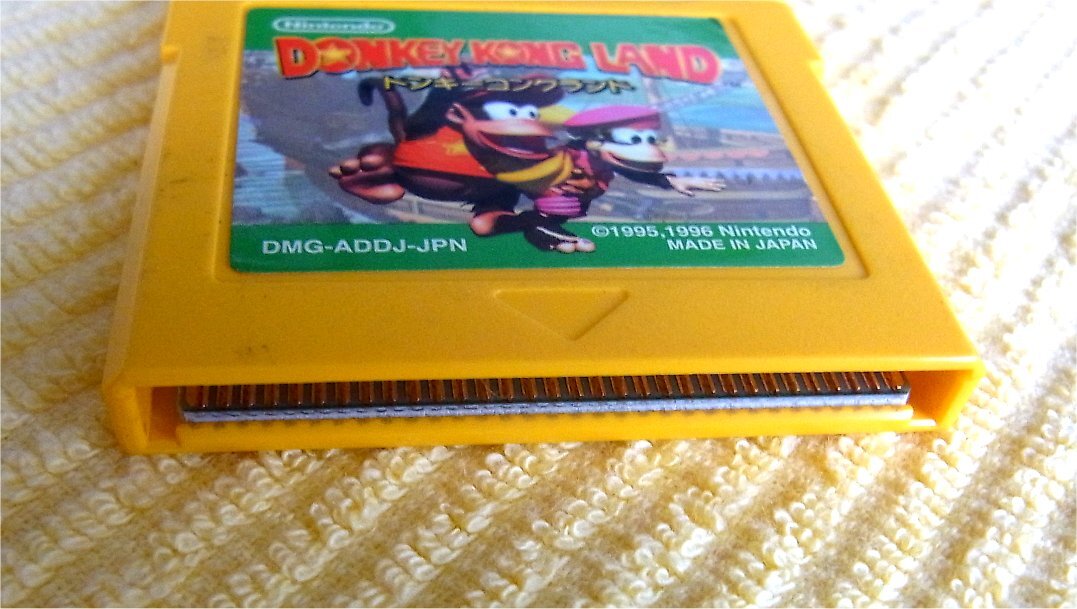 Nintendo
DONKEY KONG LAND
ドンキーコングランド
©1995,1996 Nintendo
DMG-ADDJ-JPN
MADE IN JAPAN